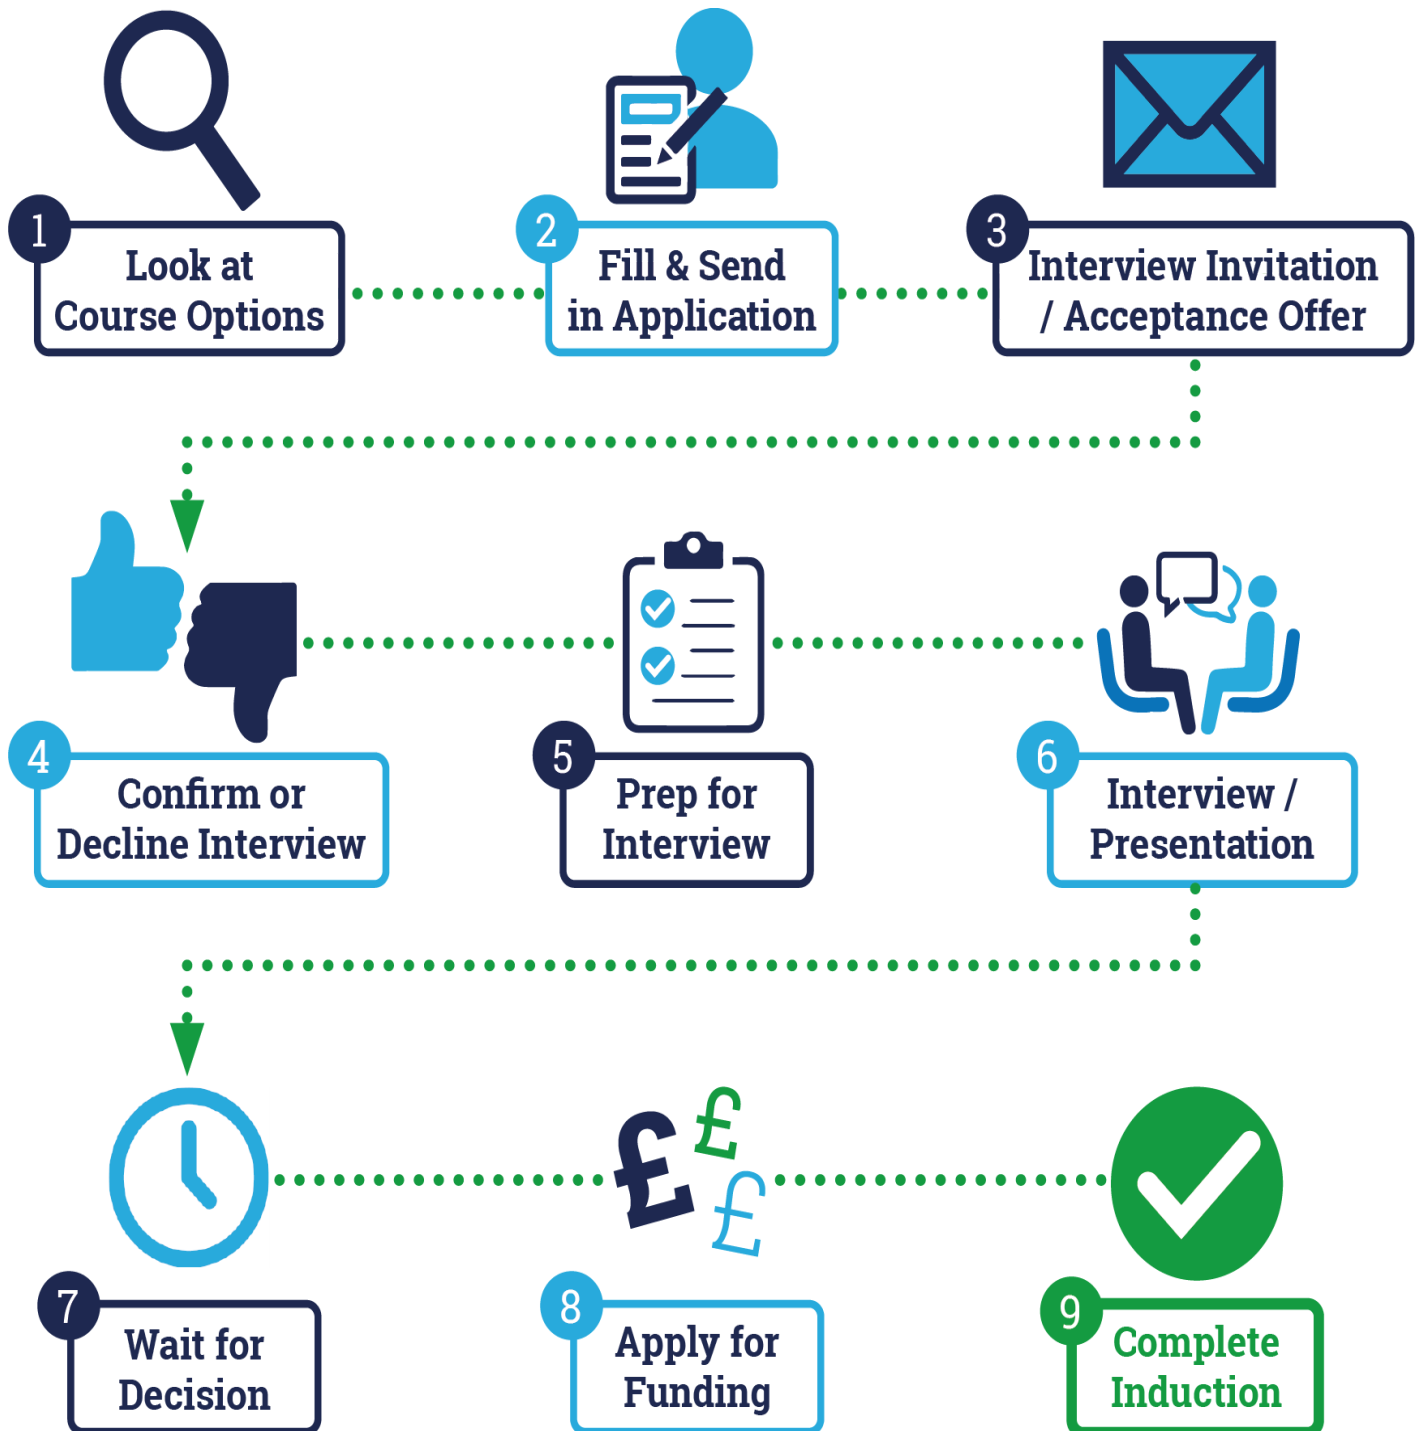 1
Look at
Course Options
2
Fill & Send
in Application
3
Interview Invitation
/ Acceptance Offer
4
Confirm or
Decline Interview
5
Prep for
Interview
6
Interview /
Presentation
£
£
£
7
Wait for
Decision
8
Apply for
Funding
9
Complete
Induction